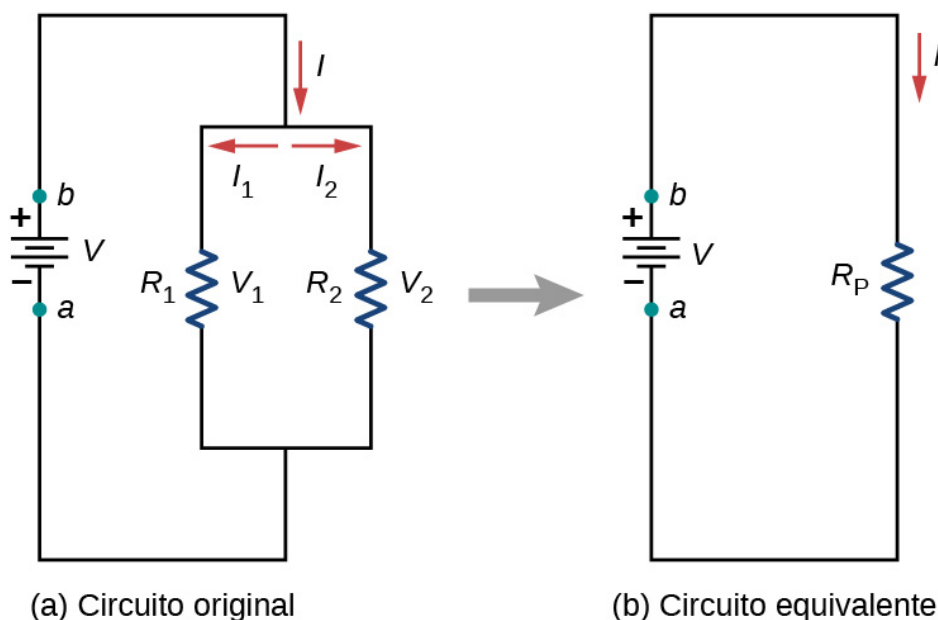 I
I1 I2
b
+
V
−
a
R1 V1 R2 V2
(a) Circuito original
I
b
+
V
−
a
RP
(b) Circuito equivalente